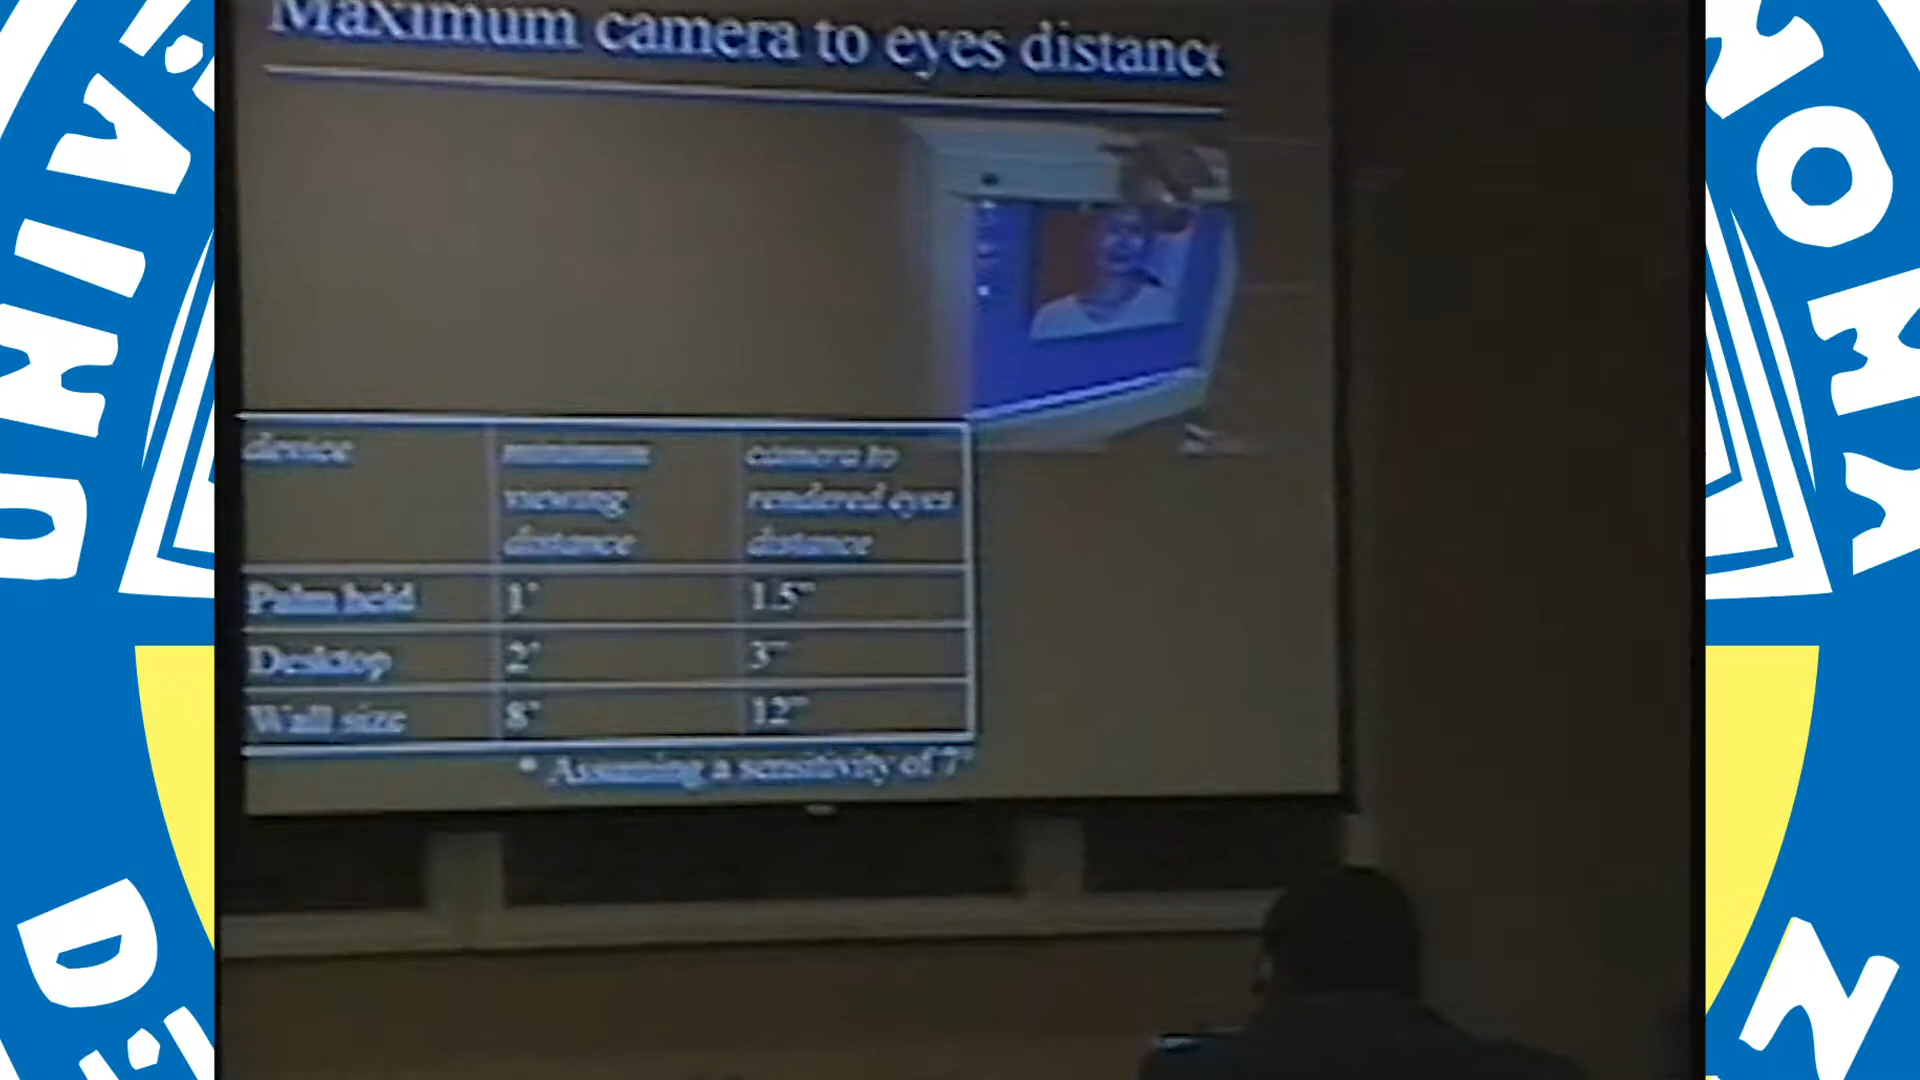 Maximum camera to eyes distance
device
minimum viewing distance
camera to rendered eyes distance
Palm held
1'
1.5"
Desktop
2'
3"
Wall size
8'
12"
* Assuming a sensitivity of 7°